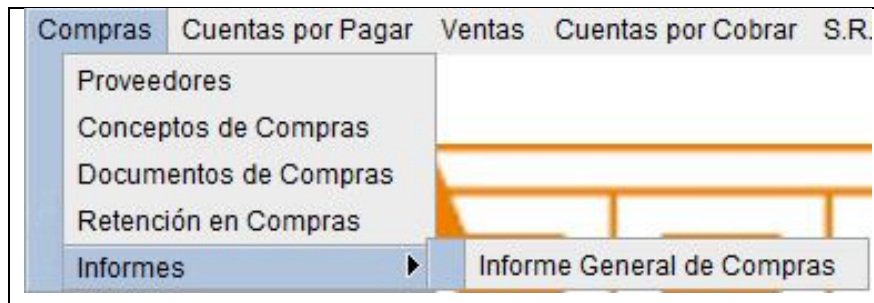 Compras Cuentas por Pagar Ventas Cuentas por Cobrar S.R.
Proveedores
Conceptos de Compras
Documentos de Compras
Retención en Compras
Informes Informe General de Compras